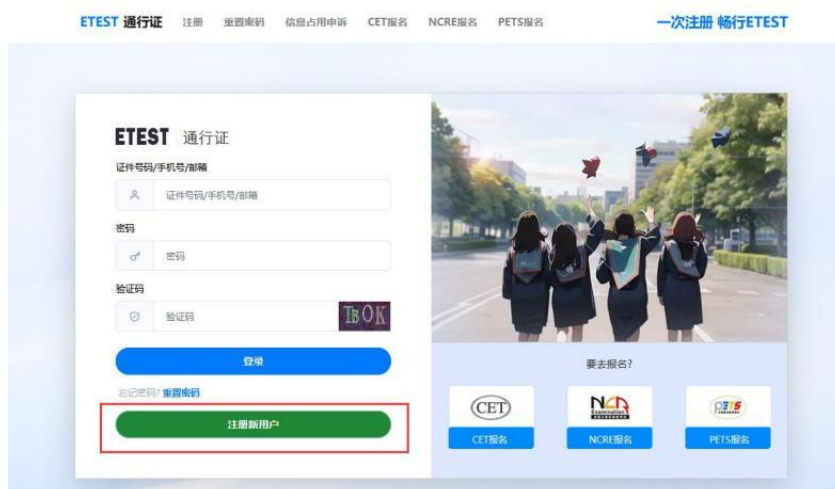 ETEST 通行证 注册 重置密码 信息占用申诉 CET报名 NCRE报名 PETS报名 一次注册 畅行ETEST
ETEST 通行证
证件号码/手机号/邮箱
证件号码/手机号/邮箱
密码
密码
验证码
验证码 TBOK
登录
忘记密码? 重置密码
注册新用户
要去报名?
CET NCR PETS
Examination
CET报名 NCRE报名 PETS报名